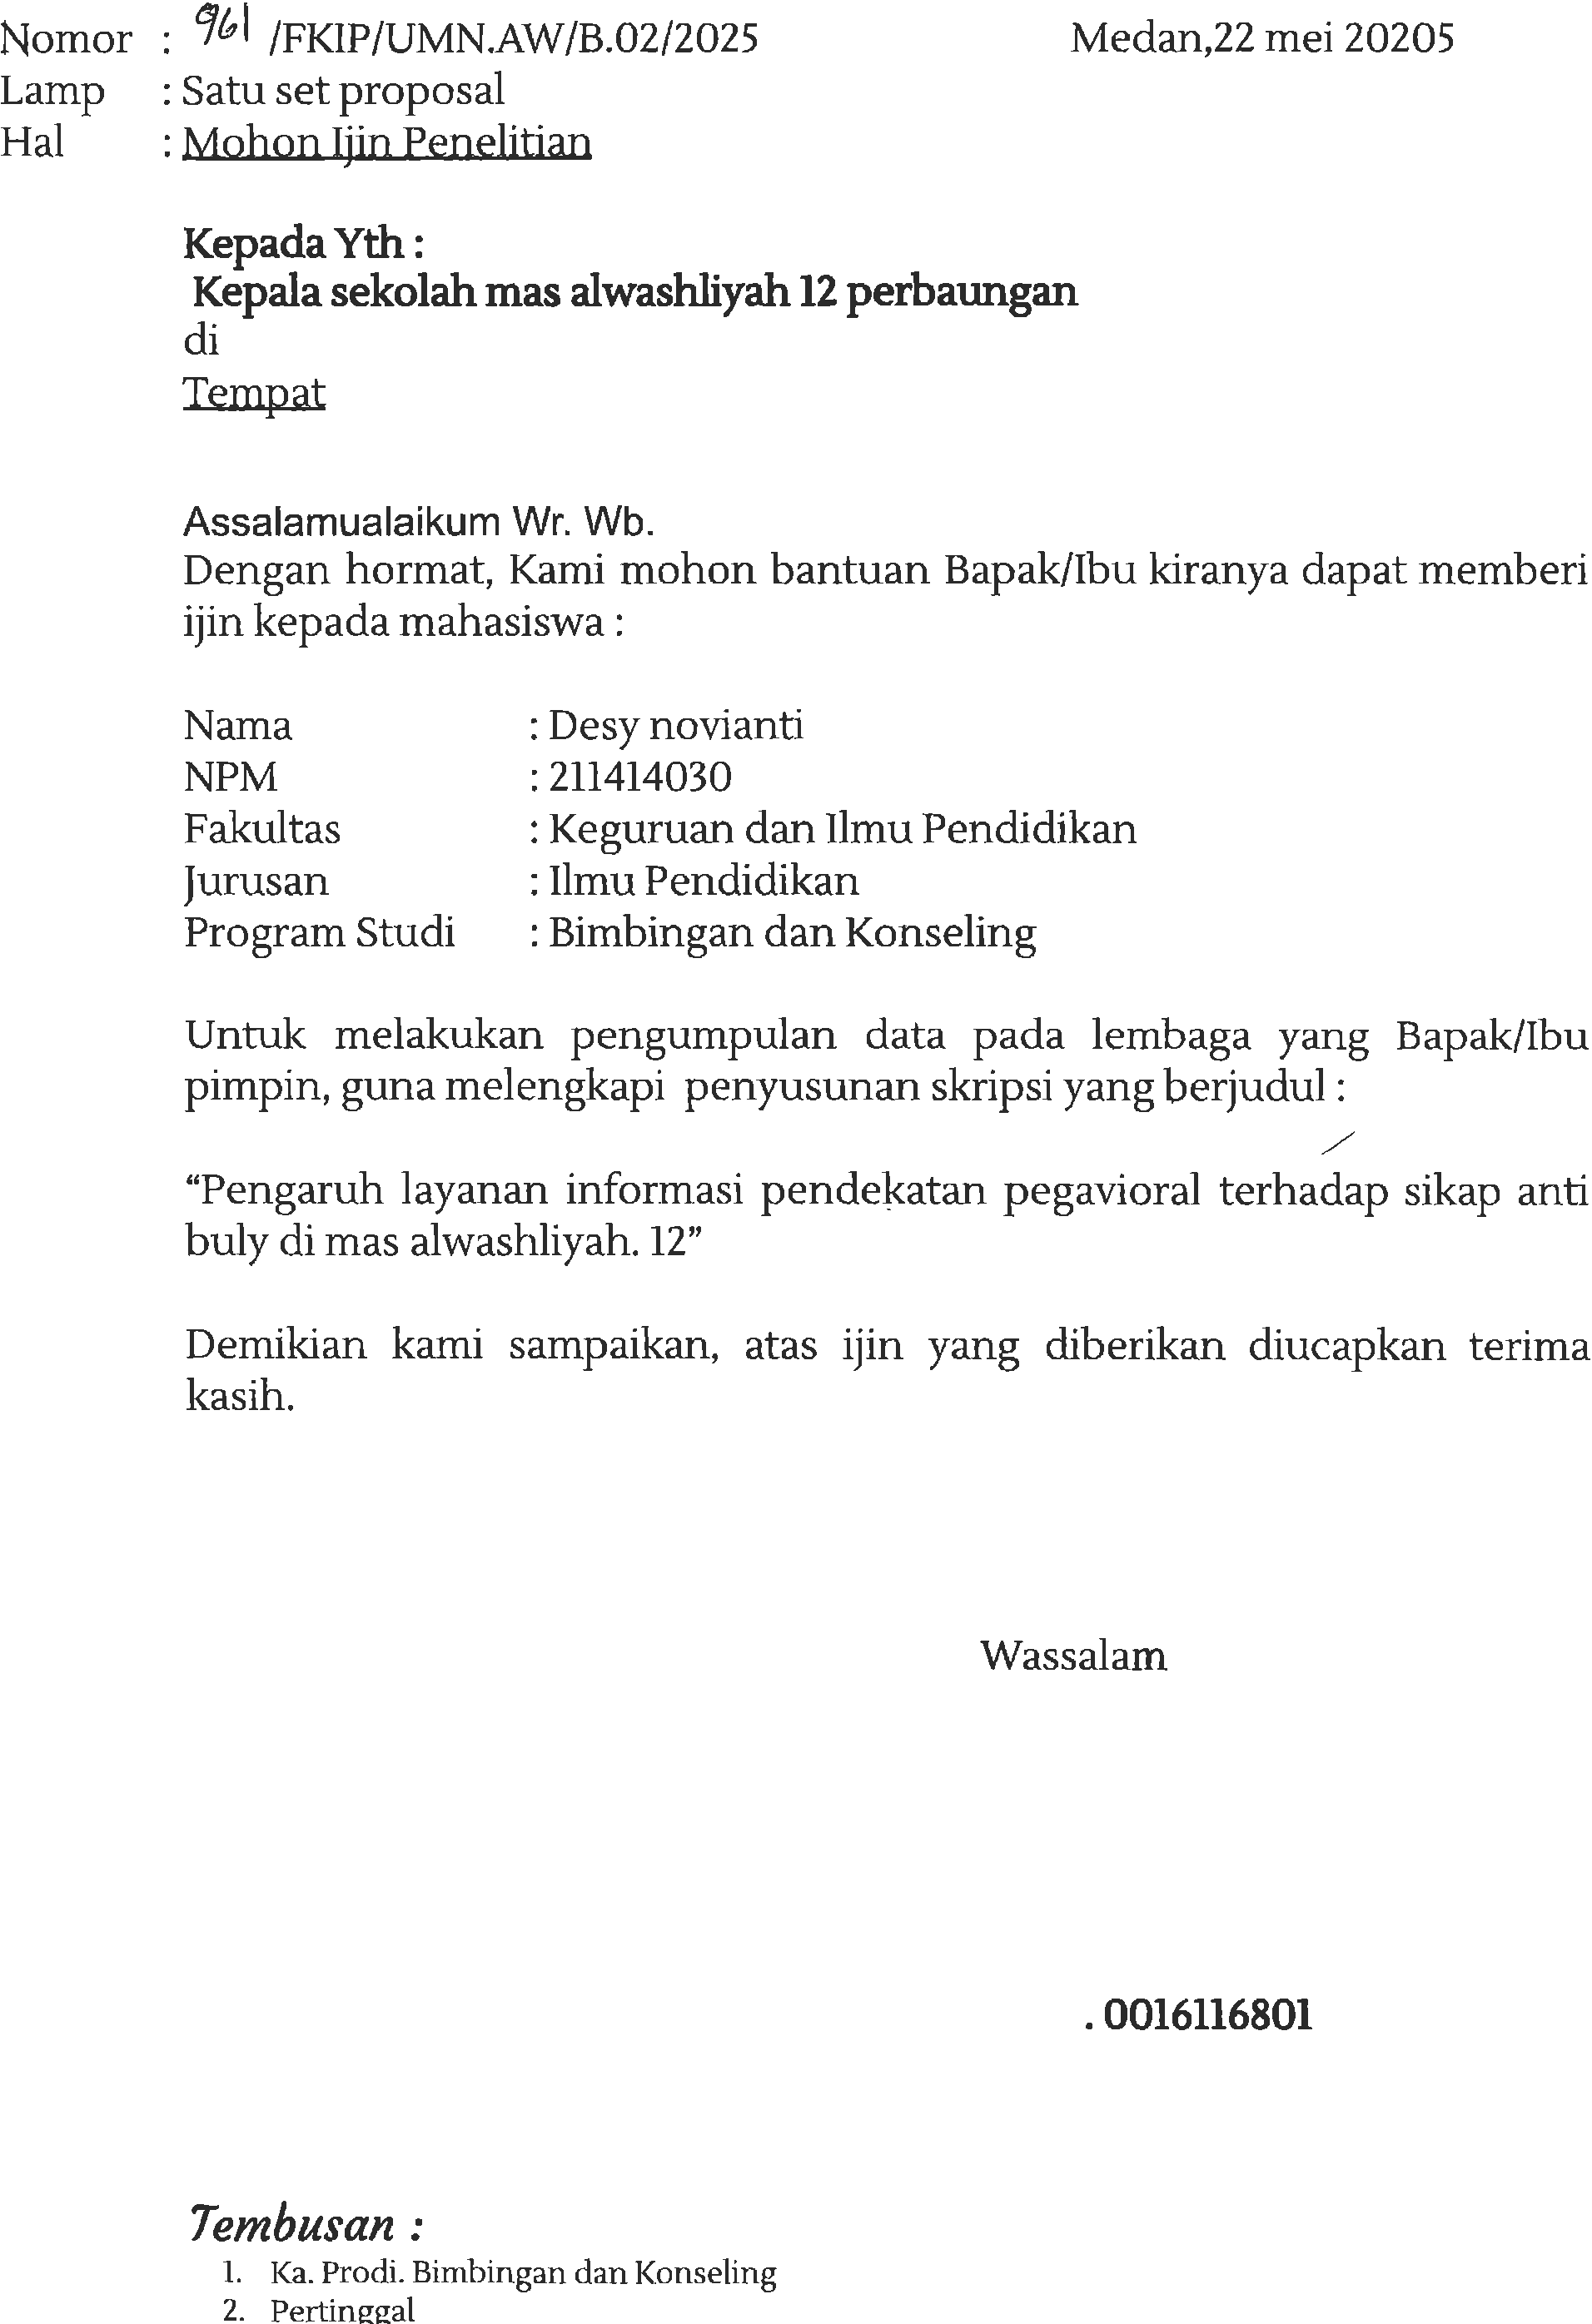 Nomor : 961 /FKIP/UMN.AW/B.02/2025 Medan,22 mei 20205
Lamp : Satu set proposal
Hal : Mohon Ijin Penelitian
Kepada Yth :
Kepala sekolah mas alwashliyah 12 perbaungan
di
Tempat
Assalamualaikum Wr. Wb.
Dengan hormat, Kami mohon bantuan Bapak/Ibu kiranya dapat memberi
ijin kepada mahasiswa :
Nama : Desy novianti
NPM : 211414030
Fakultas : Keguruan dan Ilmu Pendidikan
Jurusan : Ilmu Pendidikan
Program Studi : Bimbingan dan Konseling
Untuk melakukan pengumpulan data pada lembaga yang Bapak/Ibu
pimpin, guna melengkapi penyusunan skripsi yang berjudul :
“Pengaruh layanan informasi pendekatan pegavioral terhadap sikap anti
buly di mas alwashliyah. 12”
Demikian kami sampaikan, atas ijin yang diberikan diucapkan terima
kasih.
Wassalam
. 0016116801
Tembusan :
1. Ka. Prodi. Bimbingan dan Konseling
2. Pertinggal